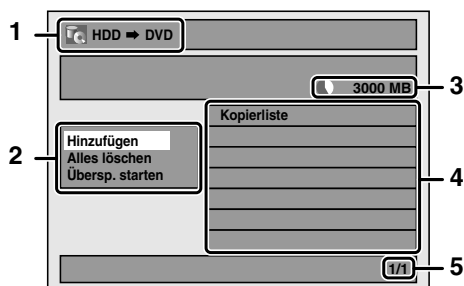 1
HDD ➡ DVD
3000 MB
3
Kopierliste
2
Hinzufügen
Alles löschen
Übersp. starten
4
1/1
5